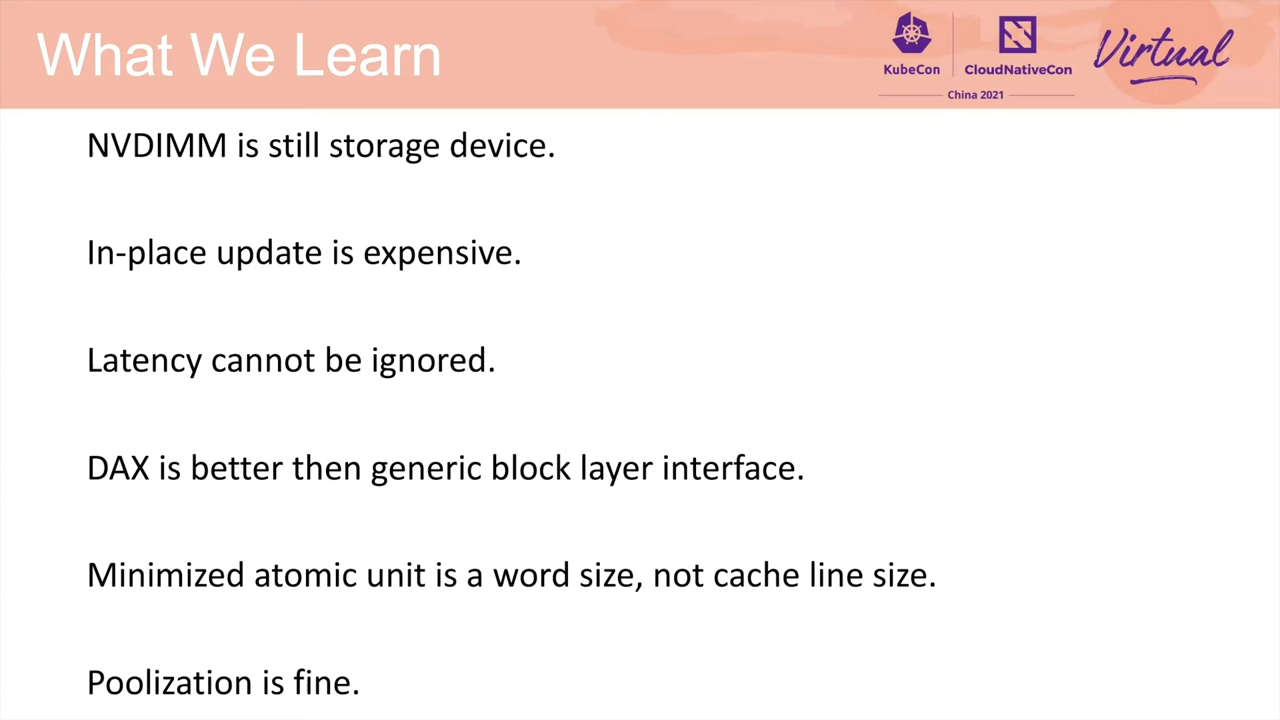 What We Learn
KubeCon
CloudNativeCon
China 2021
Virtual
NVDIMM is still storage device.
In-place update is expensive.
Latency cannot be ignored.
DAX is better then generic block layer interface.
Minimized atomic unit is a word size, not cache line size.
Poolization is fine.